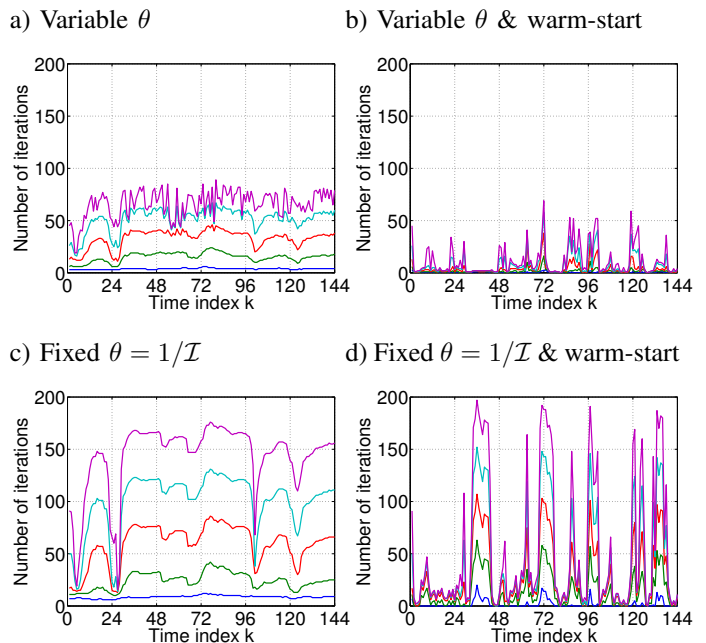 a) Variable θ
b) Variable θ & warm-start
Number of iterations
200
150
100
50
0
0 24 48 72 96 120 144
Time index k
Number of iterations
200
150
100
50
0
0 24 48 72 96 120 144
Time index k
c) Fixed θ = 1/ℐ
d) Fixed θ = 1/ℐ & warm-start
Number of iterations
200
150
100
50
0
0 24 48 72 96 120 144
Time index k
Number of iterations
200
150
100
50
0
0 24 48 72 96 120 144
Time index k